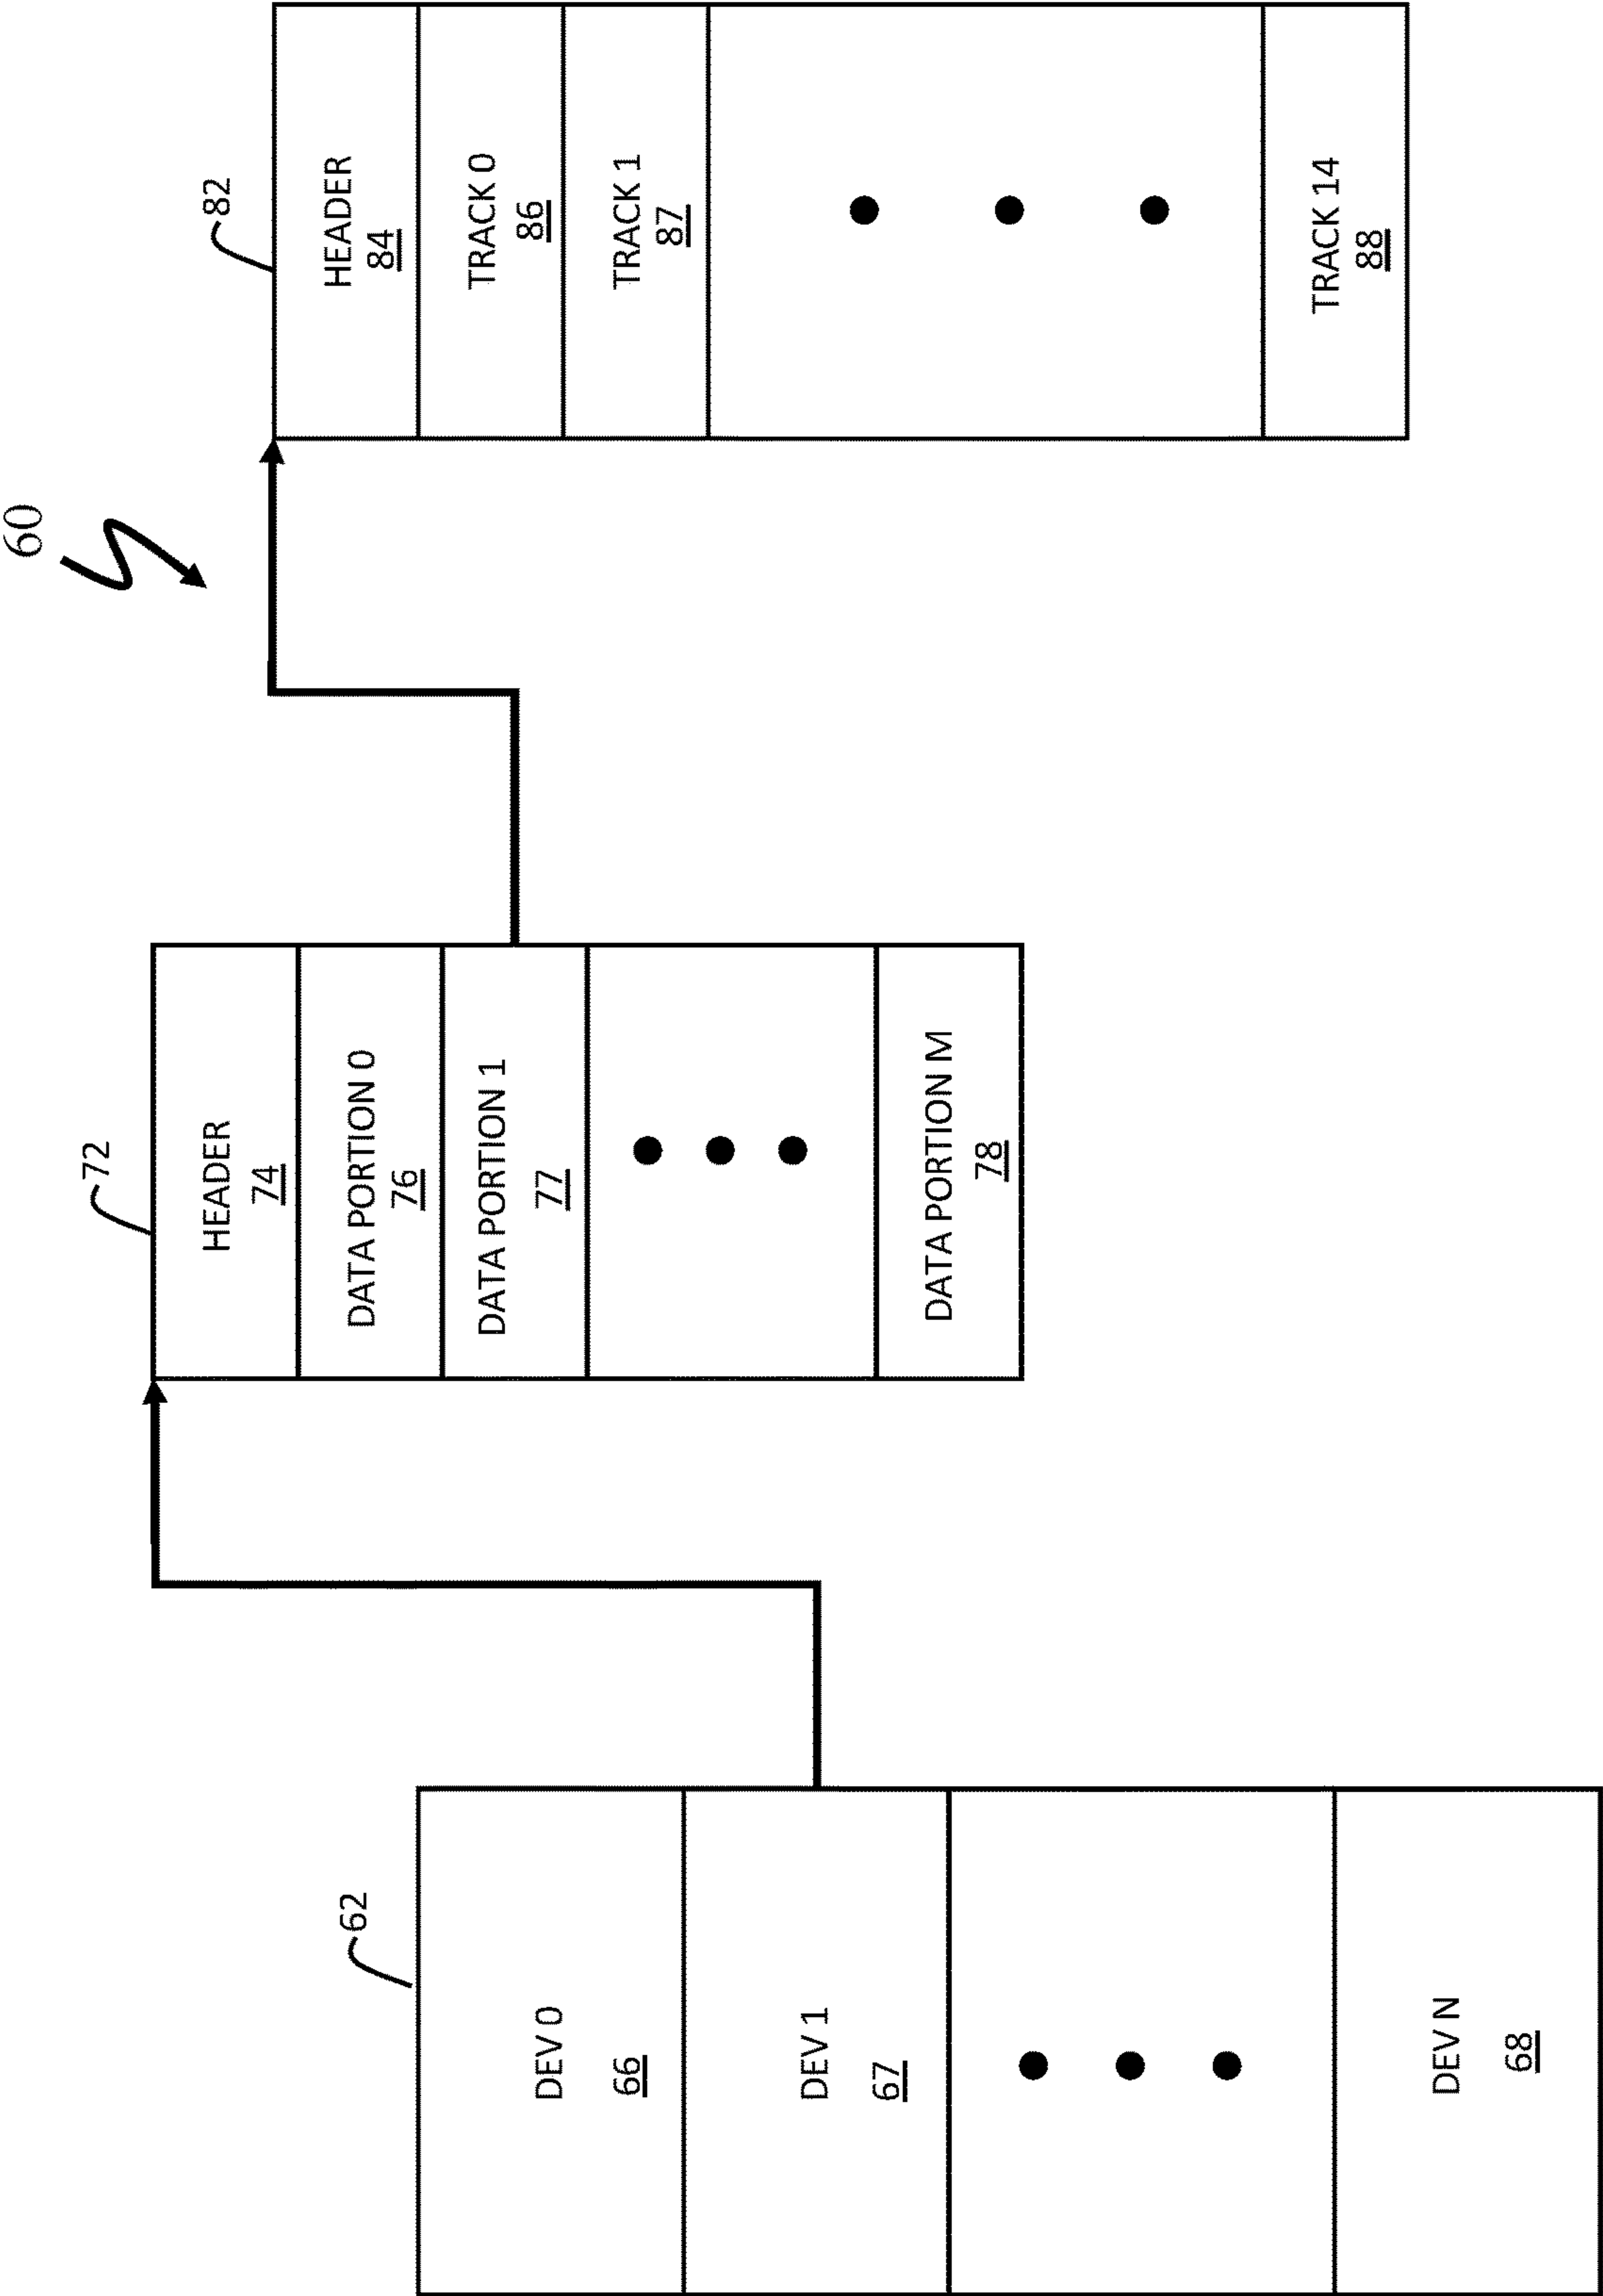 60
62
DEV 0
66
DEV 1
67
DEV N
68
72
HEADER
74
DATA PORTION 0
76
DATA PORTION 1
77
DATA PORTION M
78
82
HEADER
84
TRACK 0
86
TRACK 1
87
TRACK 14
88